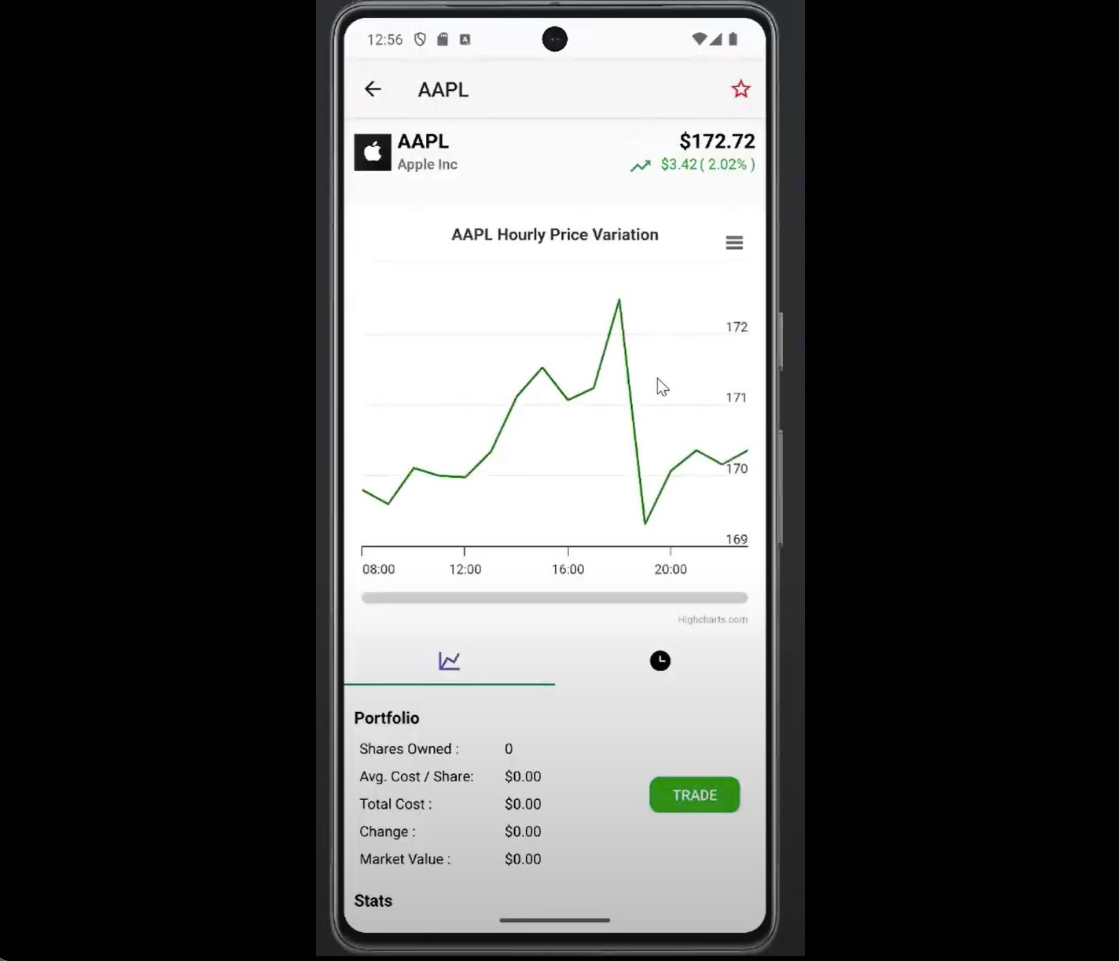 12:56
AAPL
AAPL
$172.72
Apple Inc
$3.42 ( 2.02% )
AAPL Hourly Price Variation
172
171
170
169
08:00 12:00 16:00 20:00
Highcharts.com
Portfolio
Shares Owned : 0
Avg. Cost / Share: $0.00
Total Cost : $0.00
TRADE
Change : $0.00
Market Value : $0.00
Stats